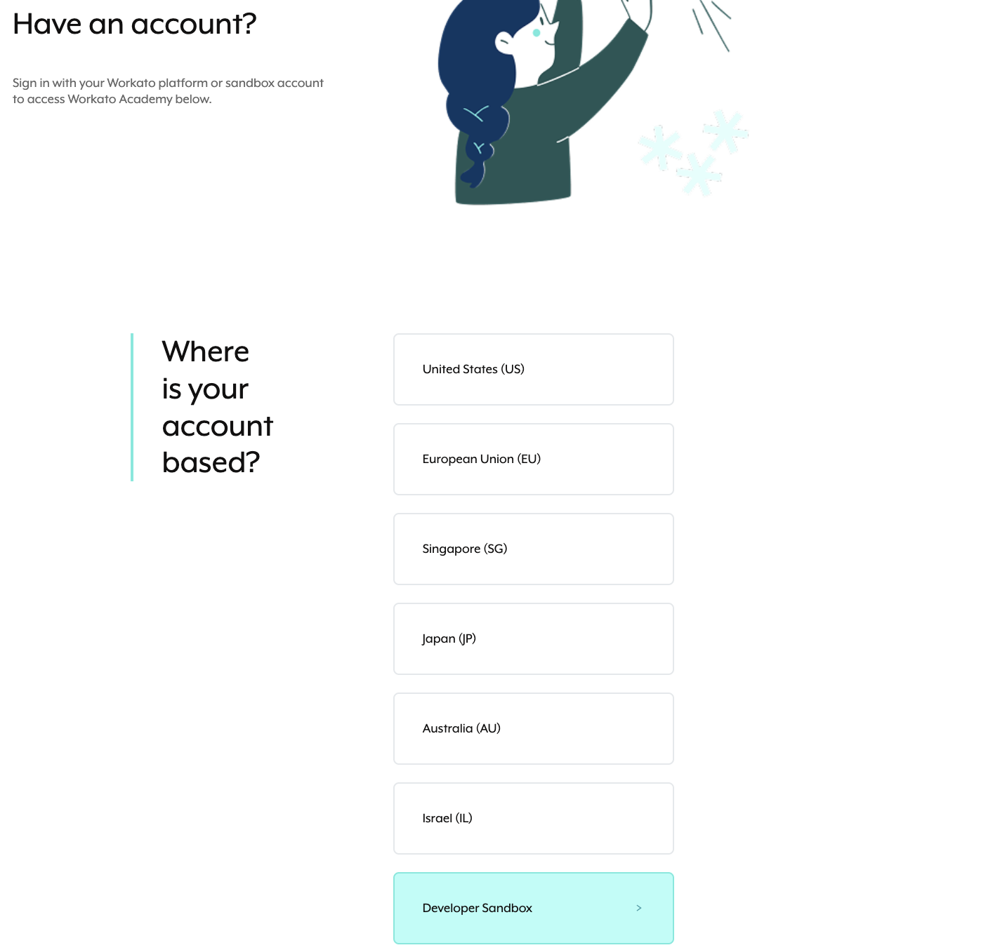 Have an account?
Sign in with your Workato platform or sandbox account
to access Workato Academy below.
Where
is your
account
based?
United States (US)
European Union (EU)
Singapore (SG)
Japan (JP)
Australia (AU)
Israel (IL)
Developer Sandbox >